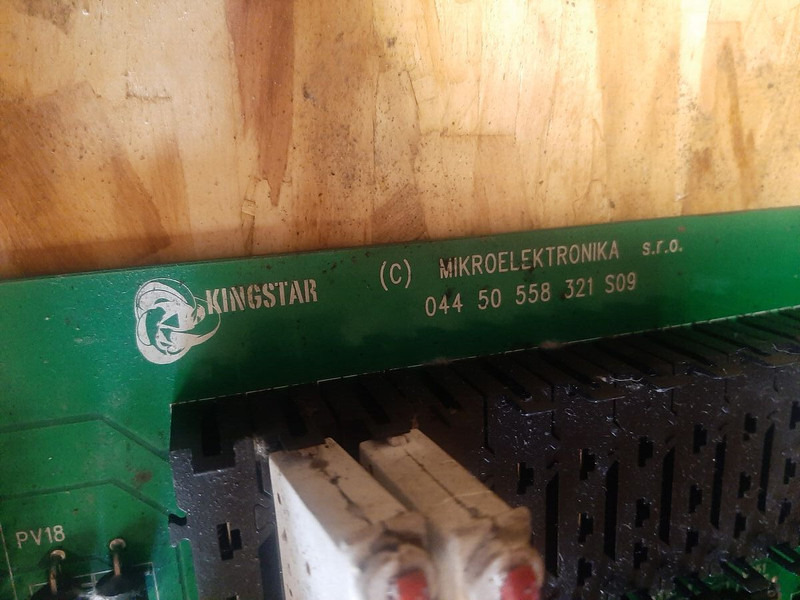 KINGSTAR
(C) MIKROELEKTRONIKA s.r.o.
044 50 558 321 S09
PV18